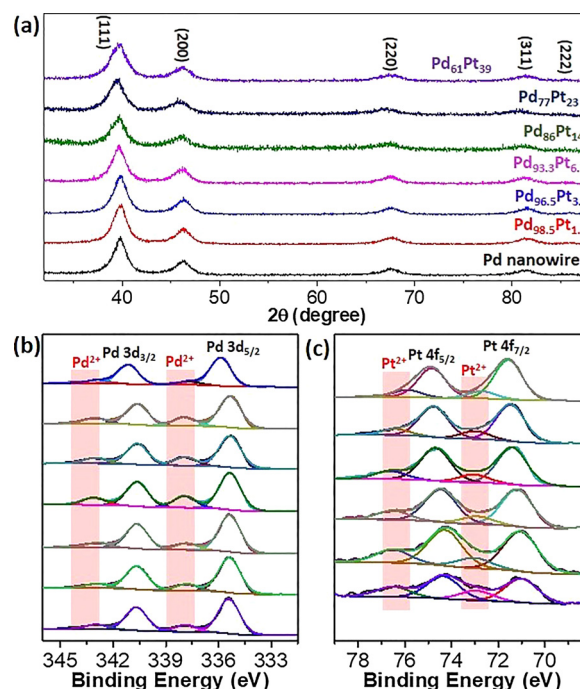 (a)
(111)
(200)
(220)
(311)
(222)
Pd₆₁Pt₃₉
Pd₇₇Pt₂₃
Pd₈₆Pt₁₄
Pd₉₃.₃Pt₆.
Pd₉₆.₅Pt₃.
Pd₉₈.₅Pt₁.
Pd nanowire
40 50 60 70 80
2θ (degree)
(b)
Pd²⁺ Pd 3d₃/₂ Pd²⁺ Pd 3d₅/₂
345 342 339 336 333
Binding Energy (eV)
(c)
Pt²⁺ Pt 4f₅/₂ Pt²⁺ Pt 4f₇/₂
78 76 74 72 70 68
Binding Energy (eV)